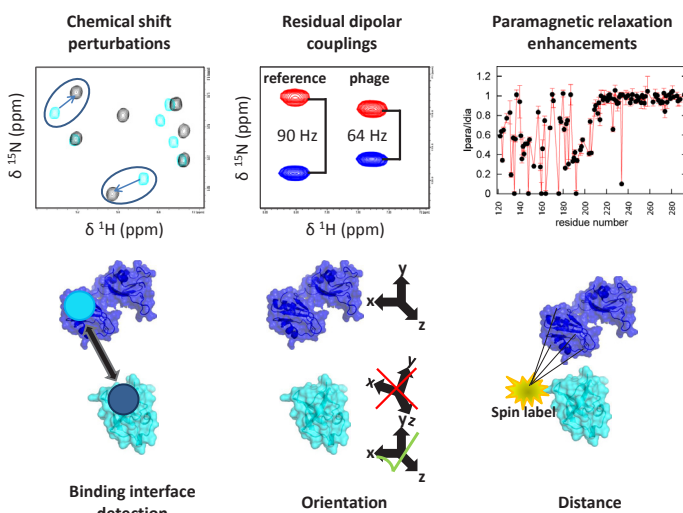 Chemical shift
perturbations
Residual dipolar
couplings
Paramagnetic relaxation
enhancements
δ ¹⁵N (ppm)
δ ¹H (ppm)
δ ¹⁵N (ppm)
reference
phage
90 Hz
64 Hz
δ ¹H (ppm)
Ipara/idia
1.2
1
0.8
0.6
0.4
0.2
0
120 140 160 180 200 220 240 260 280
residue number
y
x
z
y
x
z
y
x
z
Spin label
Binding interface
detection
Orientation
Distance